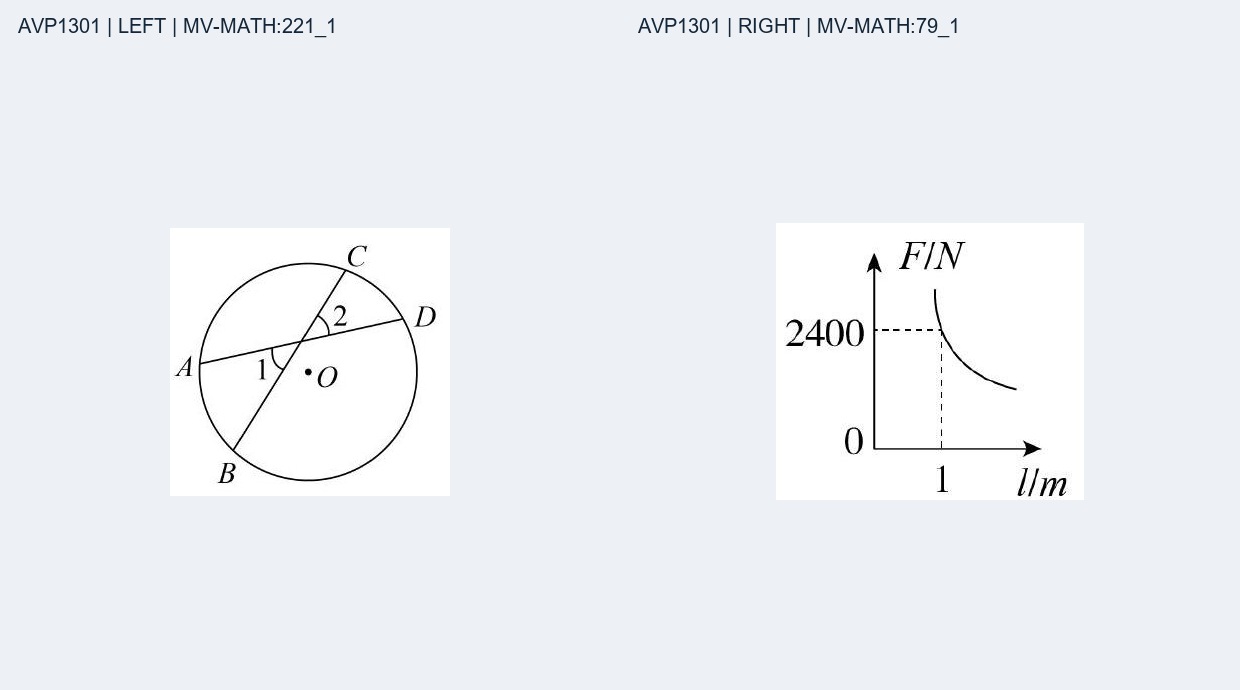 AVP1301 | LEFT | MV-MATH:221_1
AVP1301 | RIGHT | MV-MATH:79_1
C
2
D
A
1
O
B
F/N
2400
0
1
l/m